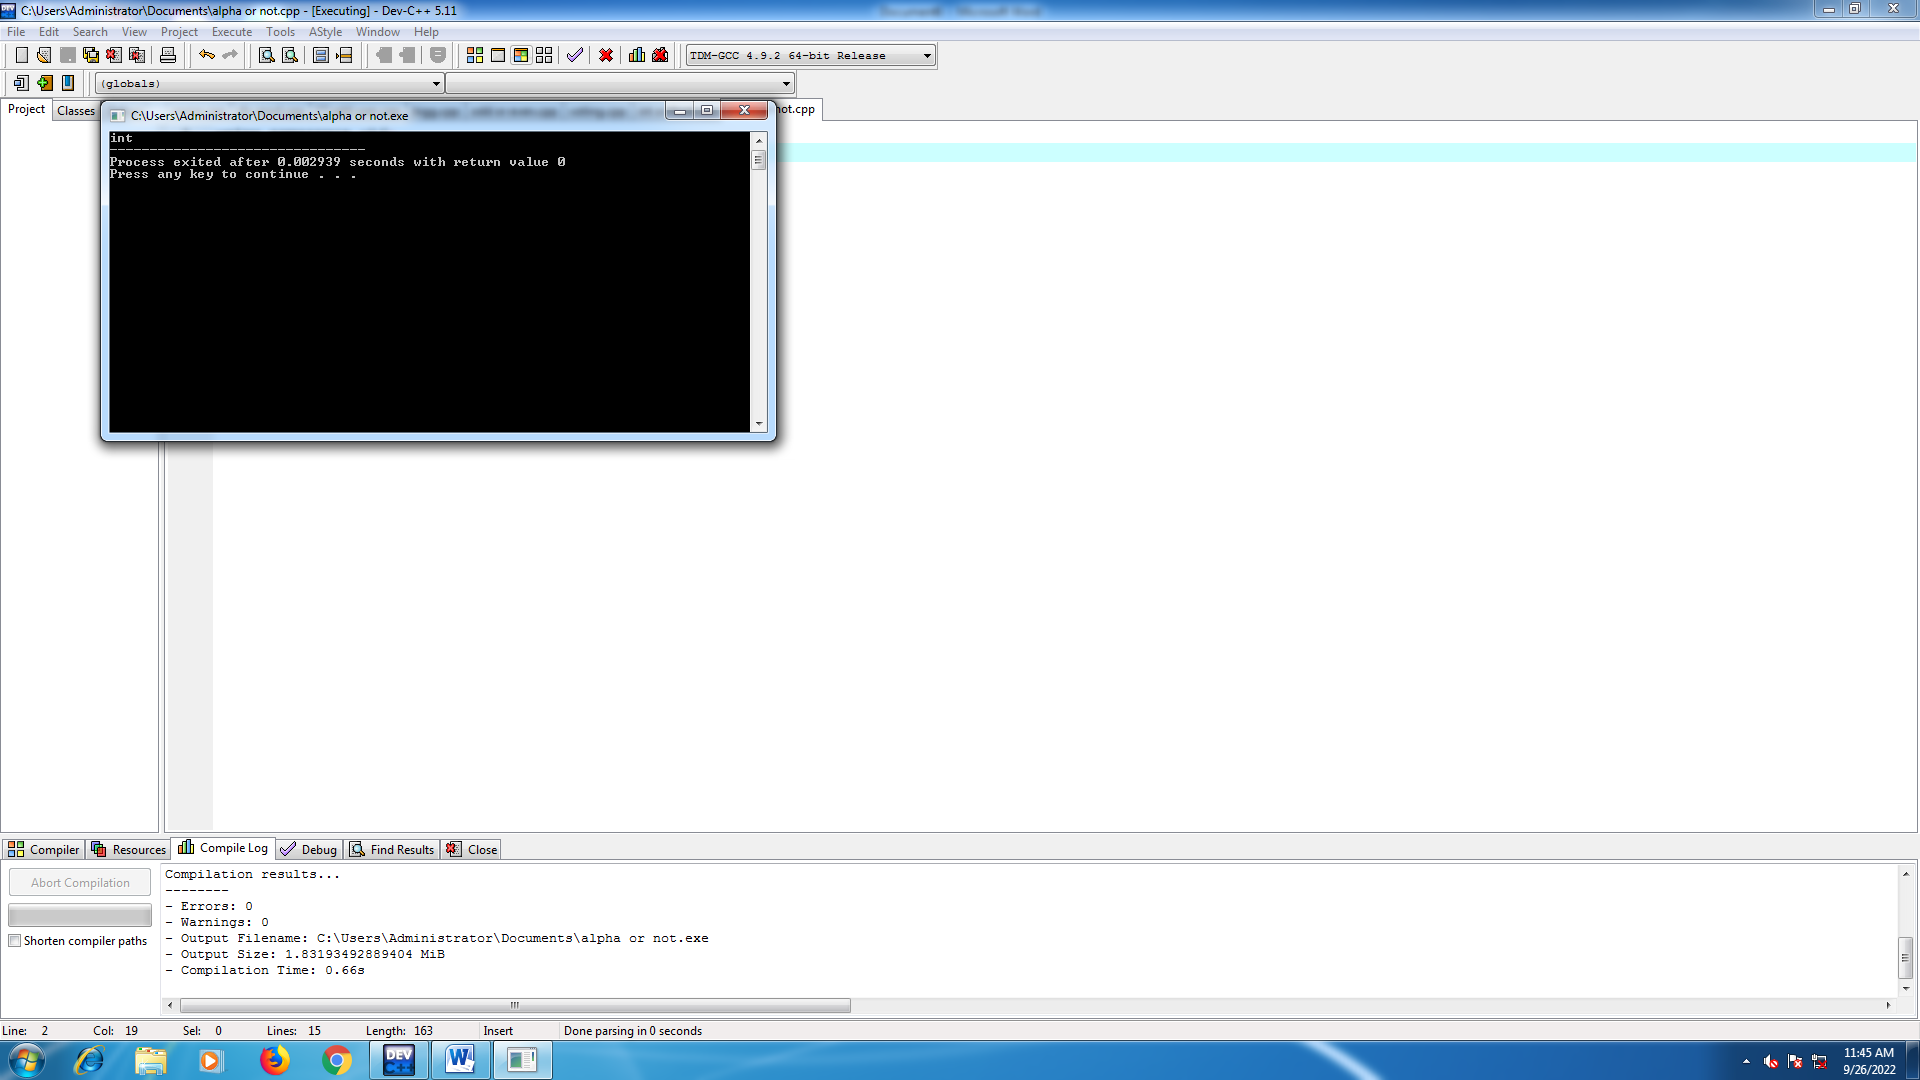 C:\Users\Administrator\Documents\alpha or not.cpp - [Executing] - Dev-C++ 5.11
File Edit Search View Project Execute Tools AStyle Window Help
TDM-GCC 4.9.2 64-bit Release
(globals)
Project Classes not.cpp
C:\Users\Administrator\Documents\alpha or not.exe
int
--------------------------------
Process exited after 0.002939 seconds with return value 0
Press any key to continue . . .
Compiler Resources Compile Log Debug Find Results Close
Abort Compilation
Shorten compiler paths
Compilation results...
--------
- Errors: 0
- Warnings: 0
- Output Filename: C:\Users\Administrator\Documents\alpha or not.exe
- Output Size: 1.83193492889404 MiB
- Compilation Time: 0.66s
Line: 2 Col: 19 Sel: 0 Lines: 15 Length: 163 Insert Done parsing in 0 seconds
DEV C++ W
11:45 AM
9/26/2022